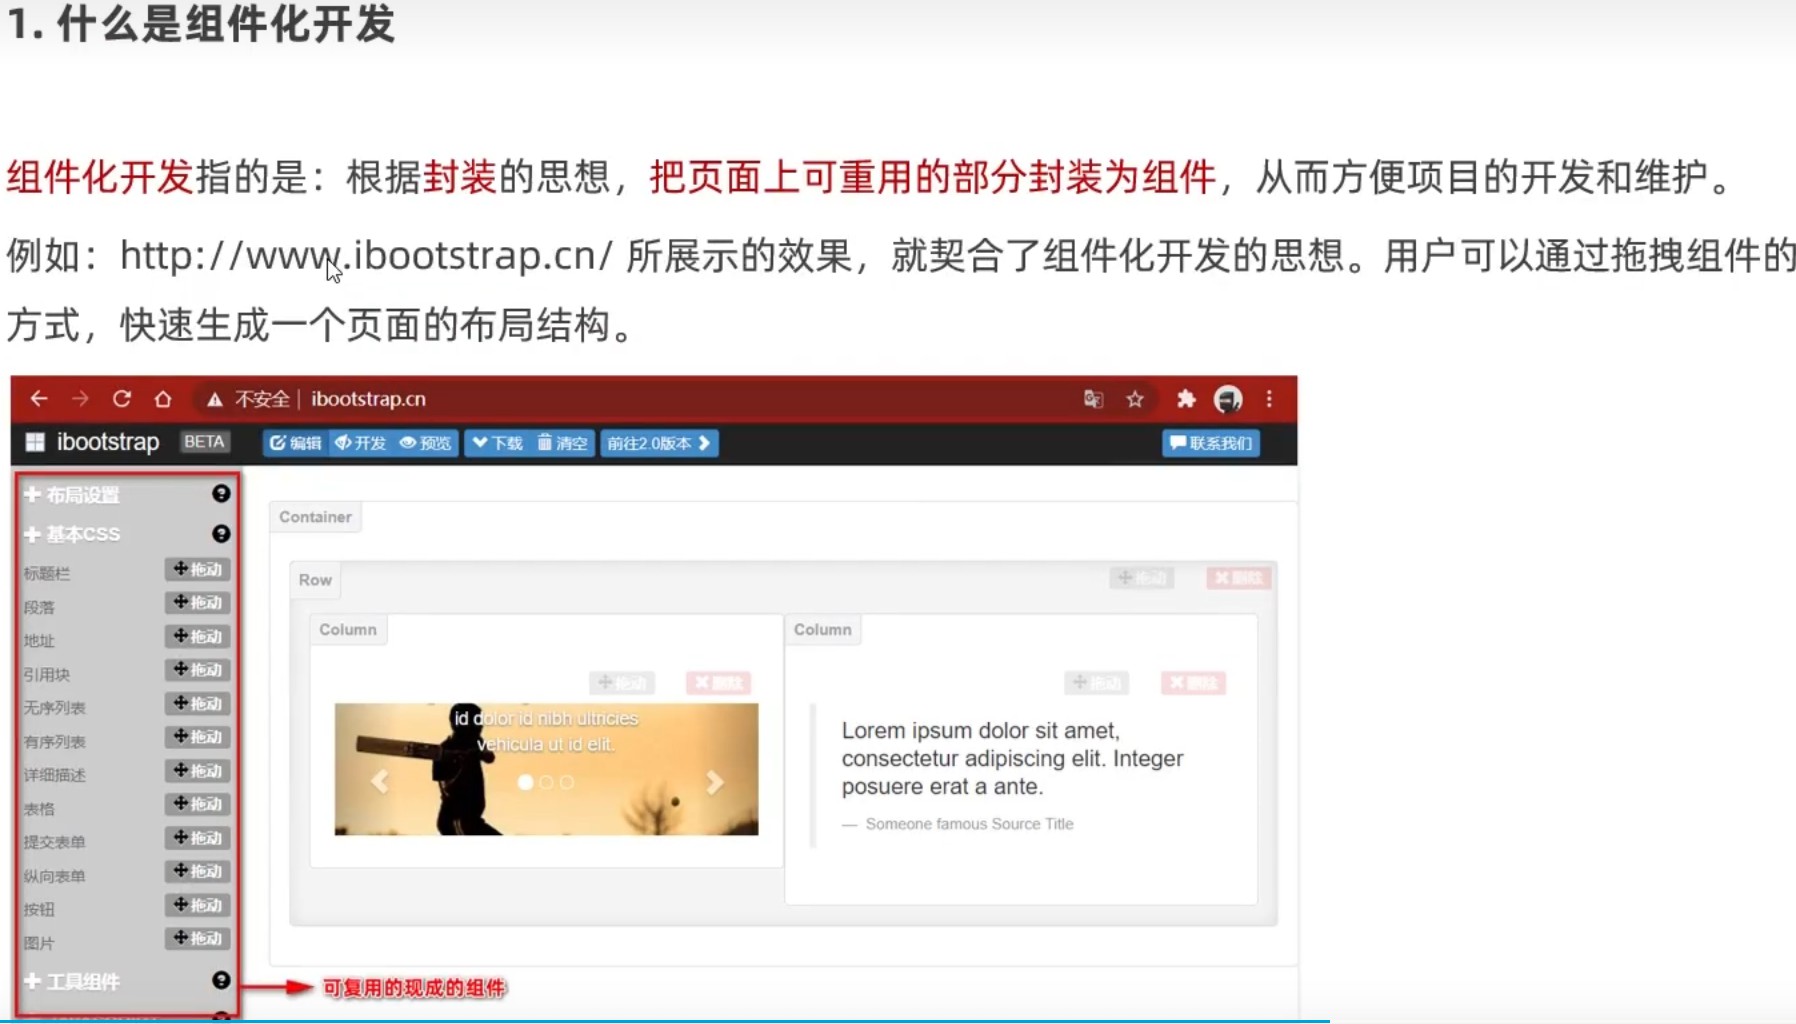 1. 什么是组件化开发
组件化开发指的是：根据封装的思想，把页面上可重用的部分封装为组件，从而方便项目的开发和维护。
例如：http://www.ibootstrap.cn/ 所展示的效果，就契合了组件化开发的思想。用户可以通过拖拽组件的
方式，快速生成一个页面的布局结构。
不安全 | ibootstrap.cn
ibootstrap BETA 编辑 开发 预览 下载 清空 前往2.0版本 联系我们
布局设置
基本CSS
标题栏 拖动
段落 拖动
地址 拖动
引用块 拖动
无序列表 拖动
有序列表 拖动
详细描述 拖动
表格 拖动
提交表单 拖动
纵向表单 拖动
按钮 拖动
图片 拖动
工具组件
Container
Row 拖动 删除
Column
拖动 删除
id dolor id nibh ultricies
vehicula ut id elit.
Column
拖动 删除
Lorem ipsum dolor sit amet,
consectetur adipiscing elit. Integer
posuere erat a ante.
— Someone famous Source Title
可复用的现成的组件